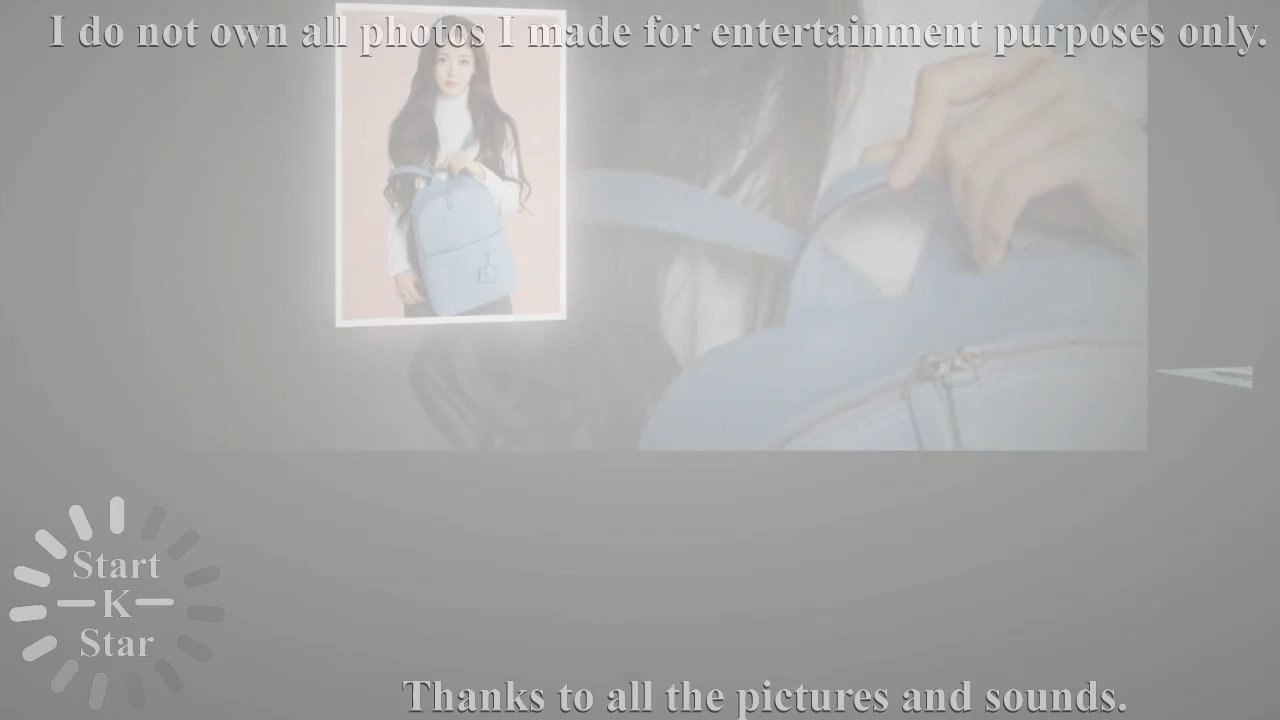 I do not own all photos I made for entertainment purposes only.
Start
K
Star
Thanks to all the pictures and sounds.